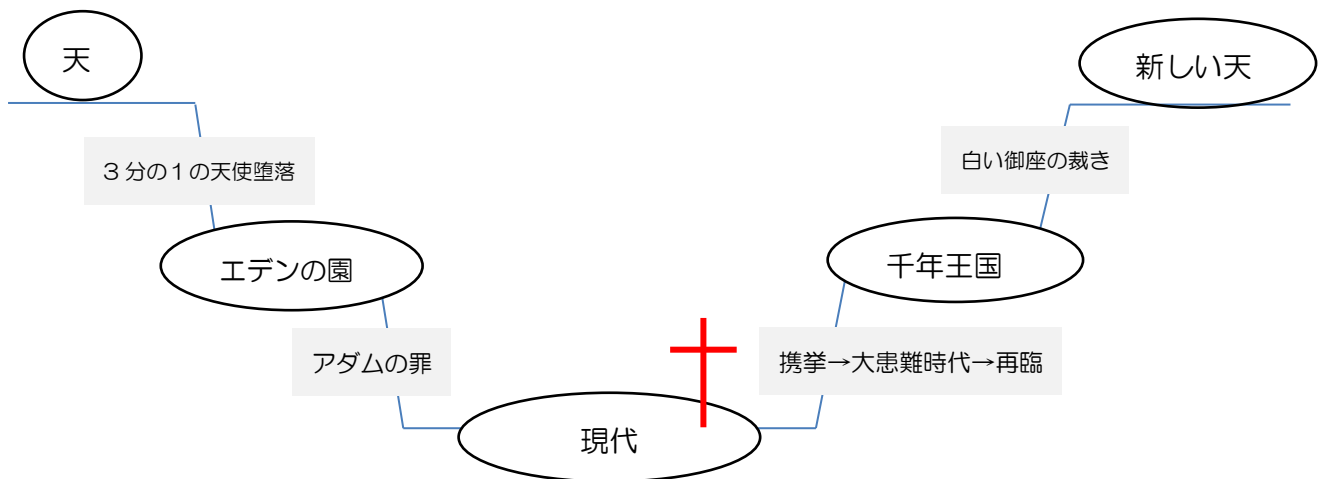 天
新しい天
３分の１の天使堕落
白い御座の裁き
エデンの園
千年王国
アダムの罪
携挙→大患難時代→再臨
現代